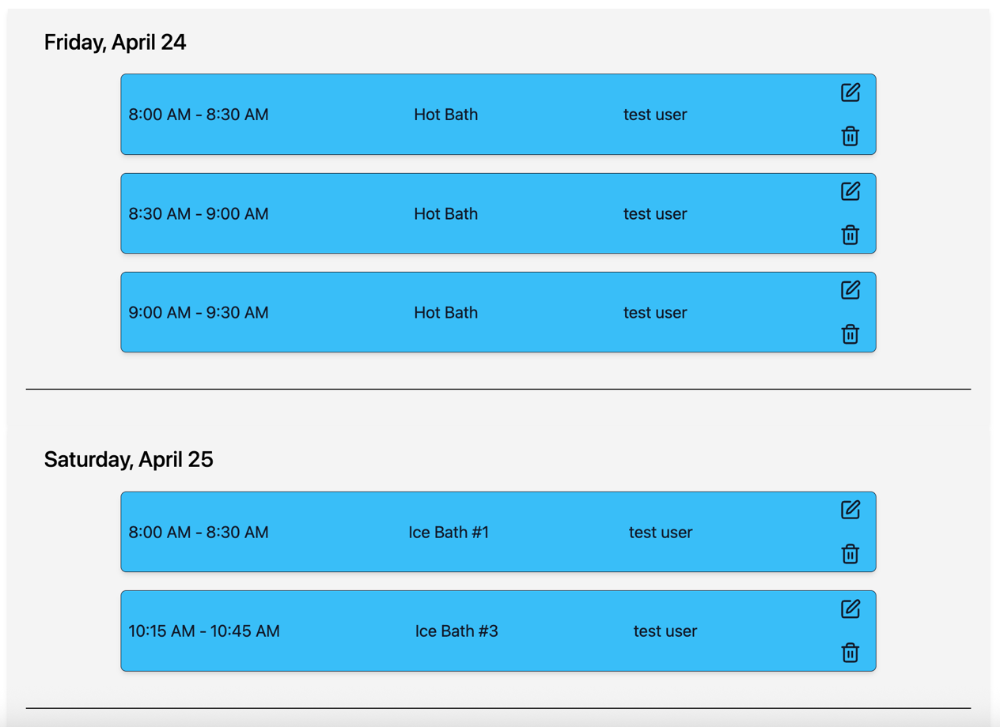 Friday, April 24
8:00 AM - 8:30 AM Hot Bath test user
8:30 AM - 9:00 AM Hot Bath test user
9:00 AM - 9:30 AM Hot Bath test user
Saturday, April 25
8:00 AM - 8:30 AM Ice Bath #1 test user
10:15 AM - 10:45 AM Ice Bath #3 test user